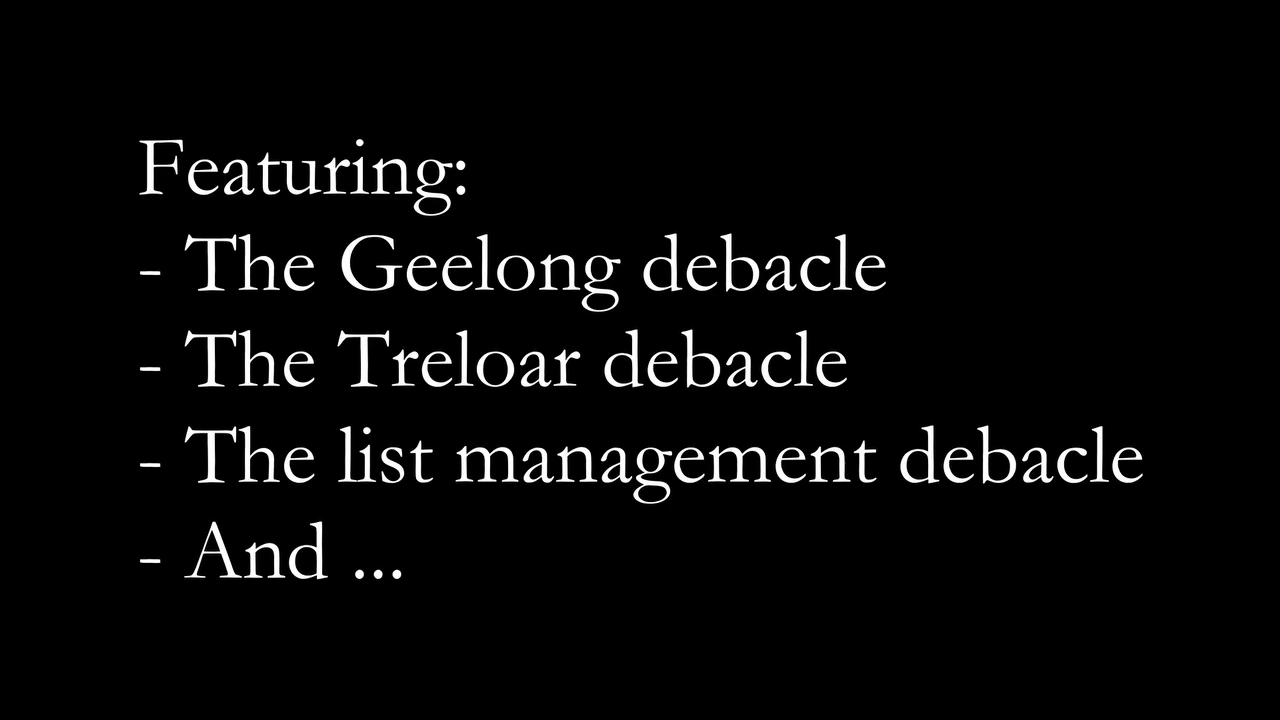 Featuring:
- The Geelong debacle
- The Treloar debacle
- The list management debacle
- And ...